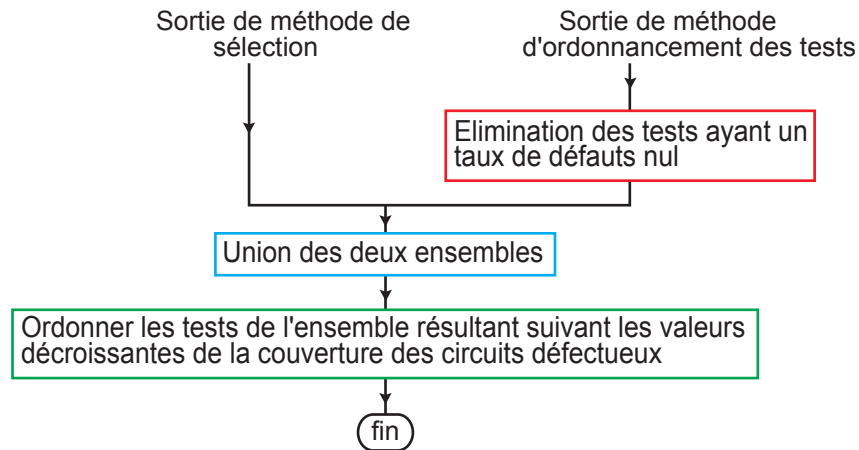 Sortie de méthode de
sélection
Sortie de méthode
d'ordonnancement des tests
Elimination des tests ayant un
taux de défauts nul
Union des deux ensembles
Ordonner les tests de l'ensemble résultant suivant les valeurs
décroissantes de la couverture des circuits défectueux
fin